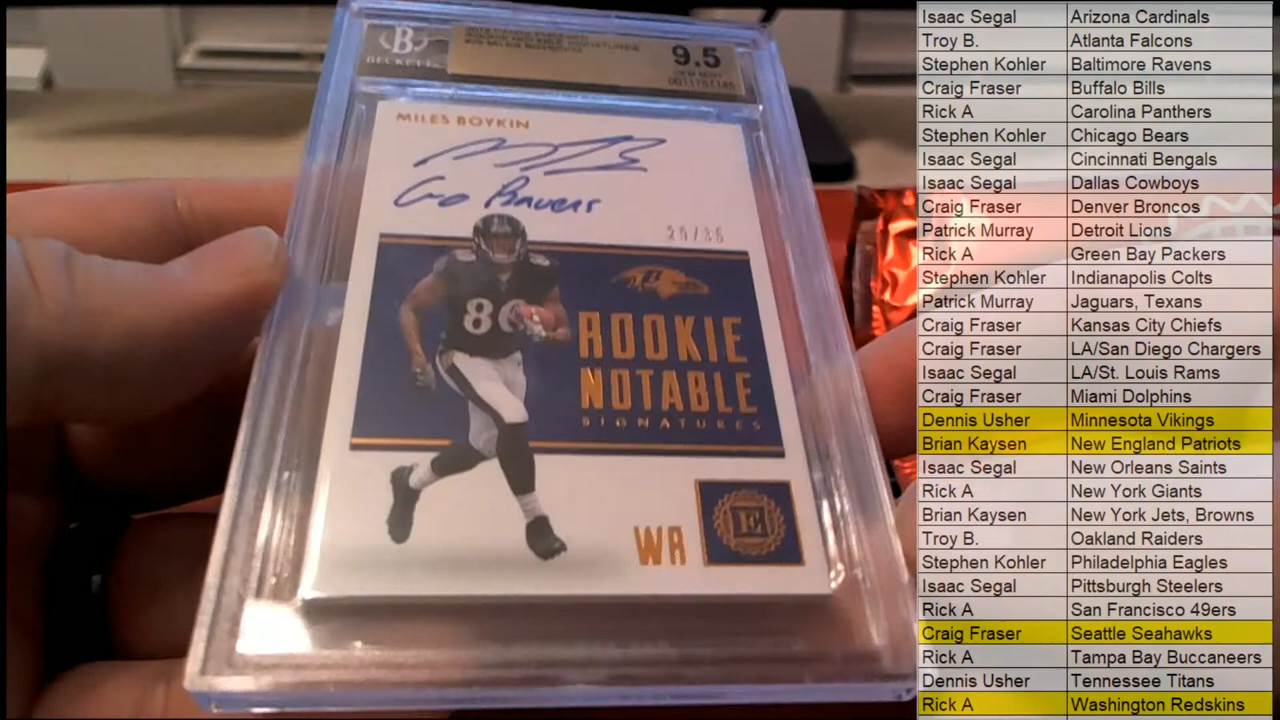 BECKETT
ROOKIE NOTABLE SIGNATURES
9.5
GEM MINT
MILES BOYKIN
Go Ravens
ROOKIE
NOTABLE
SIGNATURES
WR
E
Isaac Segal Arizona Cardinals
Troy B. Atlanta Falcons
Stephen Kohler Baltimore Ravens
Craig Fraser Buffalo Bills
Rick A Carolina Panthers
Stephen Kohler Chicago Bears
Isaac Segal Cincinnati Bengals
Isaac Segal Dallas Cowboys
Craig Fraser Denver Broncos
Patrick Murray Detroit Lions
Rick A Green Bay Packers
Stephen Kohler Indianapolis Colts
Patrick Murray Jaguars, Texans
Craig Fraser Kansas City Chiefs
Craig Fraser LA/San Diego Chargers
Isaac Segal LA/St. Louis Rams
Craig Fraser Miami Dolphins
Dennis Usher Minnesota Vikings
Brian Kaysen New England Patriots
Isaac Segal New Orleans Saints
Rick A New York Giants
Brian Kaysen New York Jets, Browns
Troy B. Oakland Raiders
Stephen Kohler Philadelphia Eagles
Isaac Segal Pittsburgh Steelers
Rick A San Francisco 49ers
Craig Fraser Seattle Seahawks
Rick A Tampa Bay Buccaneers
Dennis Usher Tennessee Titans
Rick A Washington Redskins